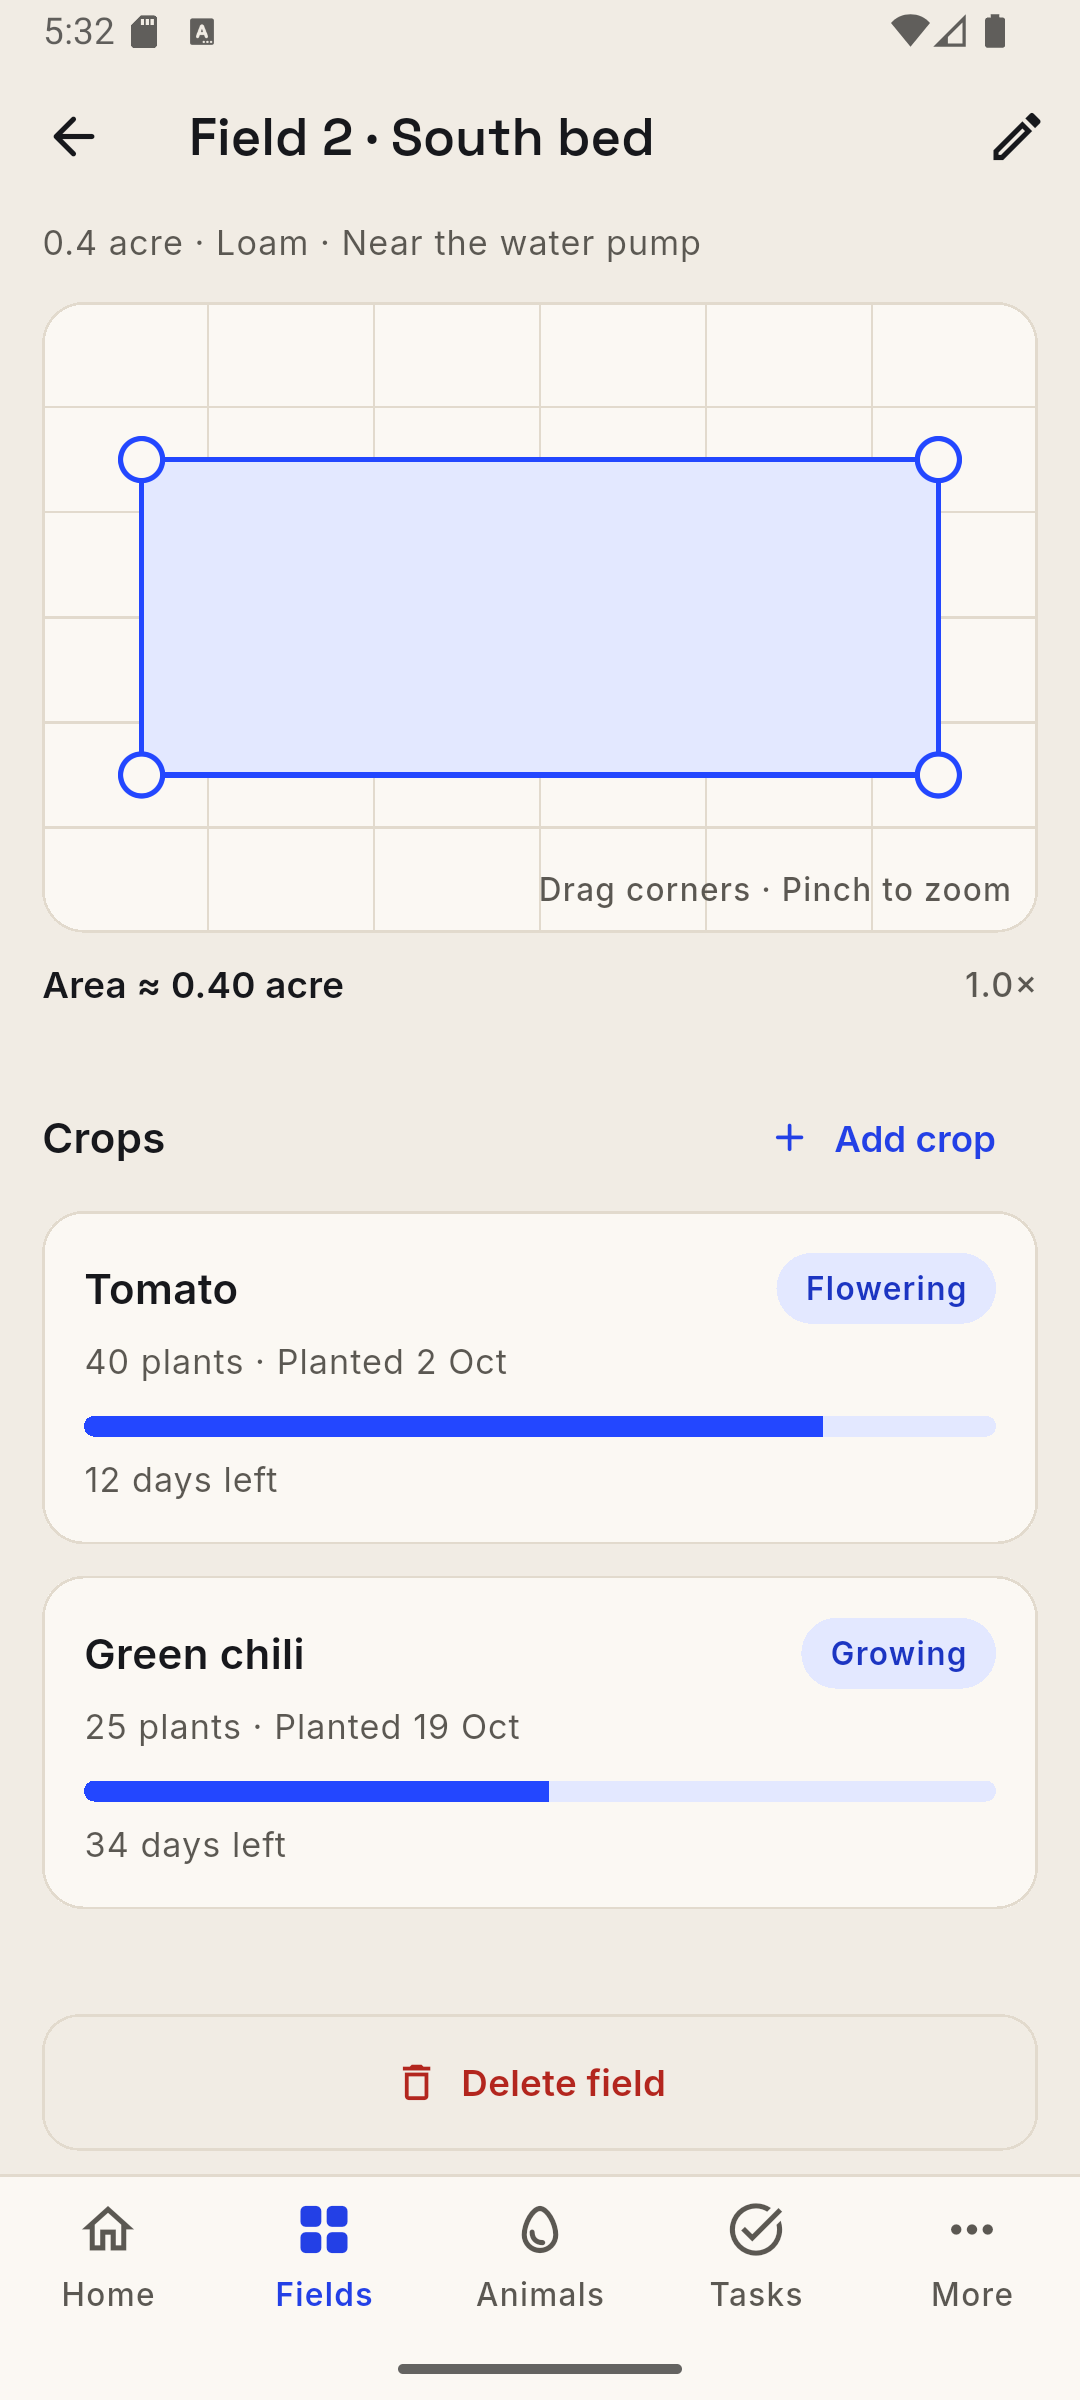 5:32
Field 2 · South bed
0.4 acre · Loam · Near the water pump
Drag corners · Pinch to zoom
Area ≈ 0.40 acre
1.0×
Crops
+ Add crop
Tomato
Flowering
40 plants · Planted 2 Oct
12 days left
Green chili
Growing
25 plants · Planted 19 Oct
34 days left
Delete field
Home
Fields
Animals
Tasks
More